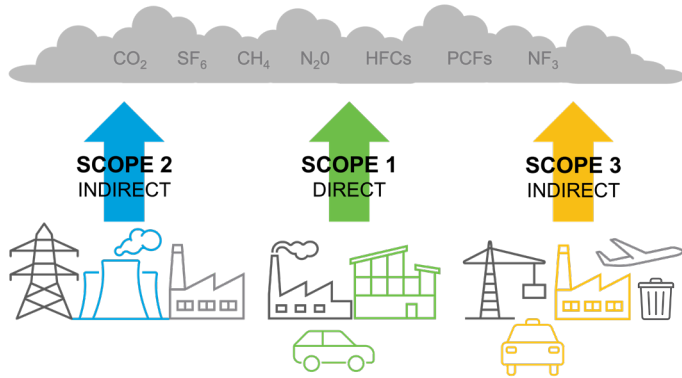 CO₂ SF₆ CH₄ N₂0 HFCs PCFs NF₃
SCOPE 2
INDIRECT
SCOPE 1
DIRECT
SCOPE 3
INDIRECT